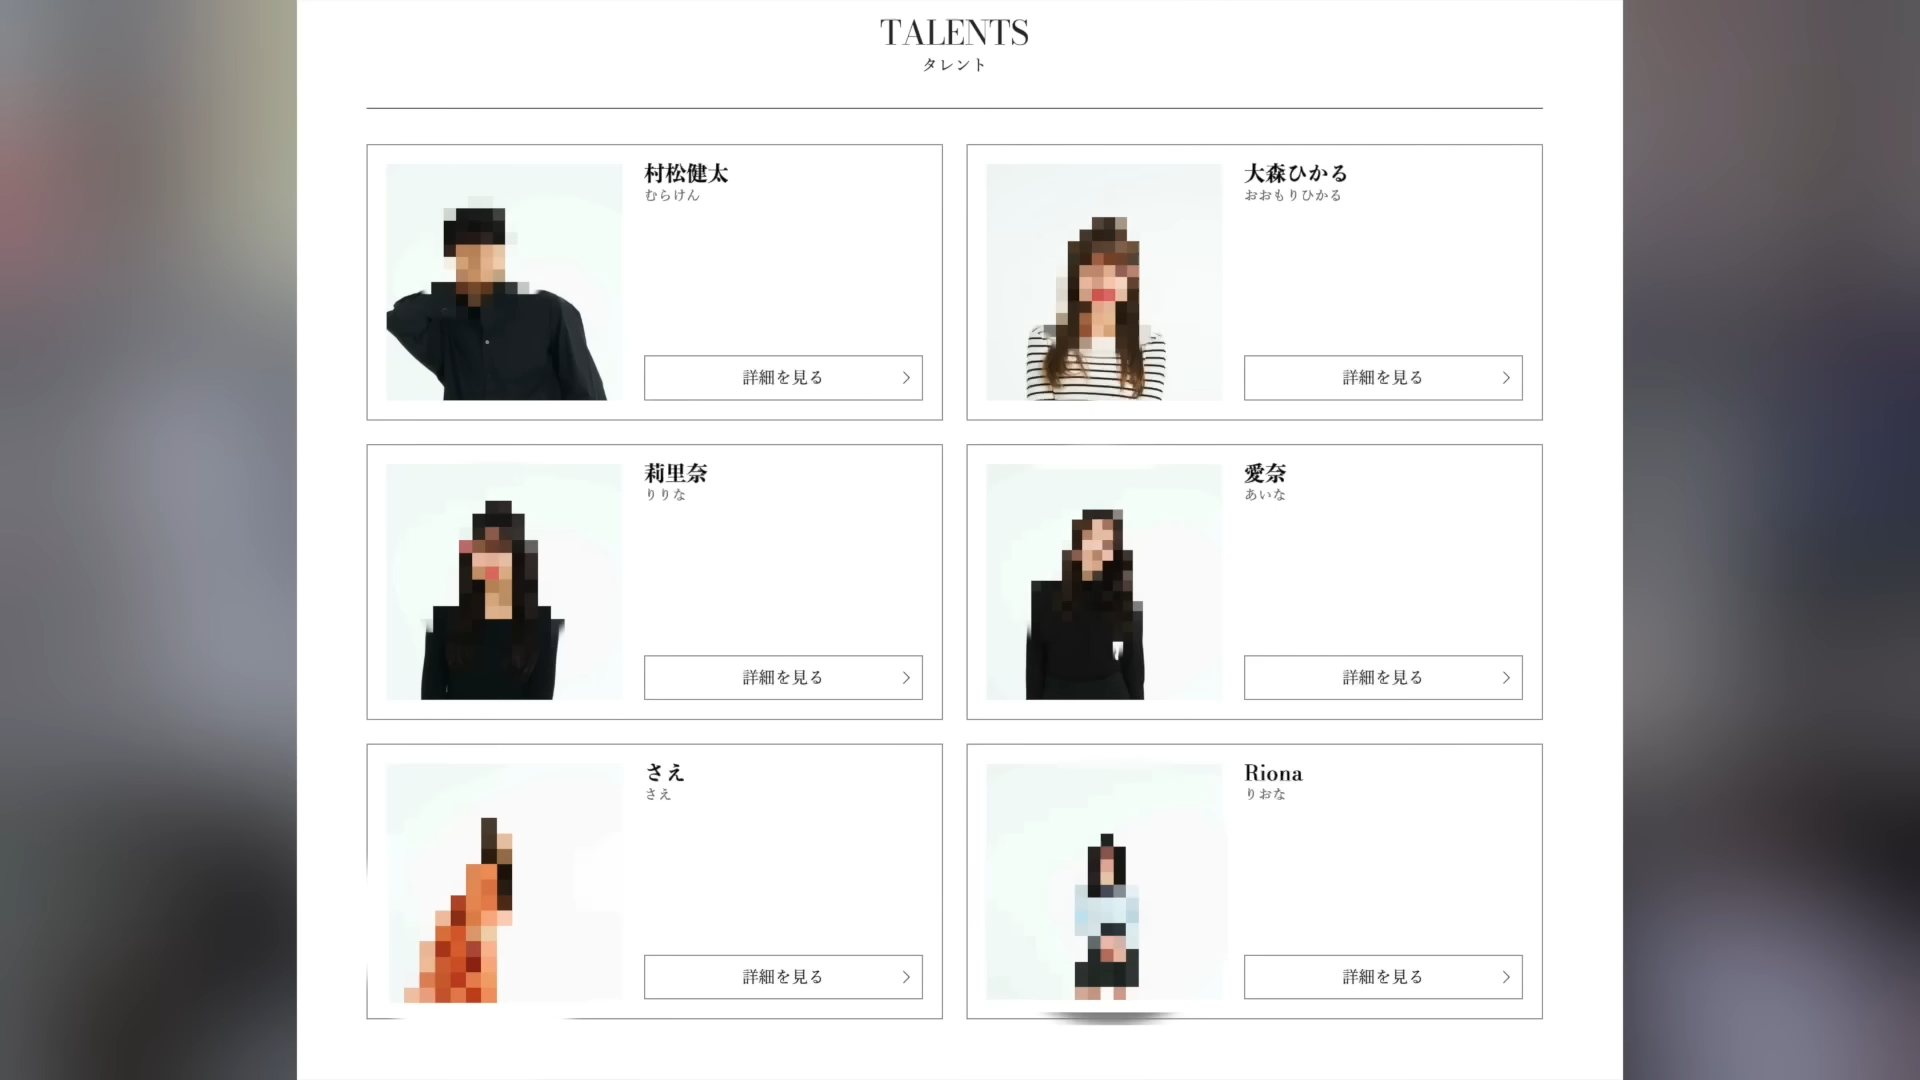 TALENTS
タレント
村松健太
むらけん
詳細を見る
大森ひかる
おおもりひかる
詳細を見る
莉里奈
りりな
詳細を見る
愛奈
あいな
詳細を見る
さえ
さえ
詳細を見る
Riona
りおな
詳細を見る